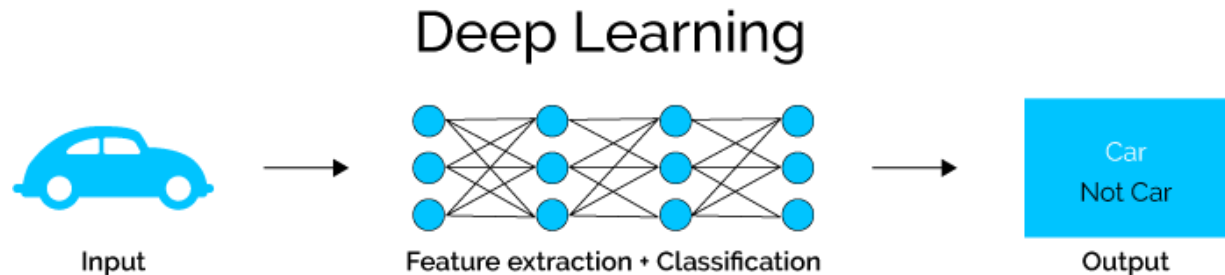 Deep Learning
Car
Not Car
Input
Feature extraction + Classification
Output